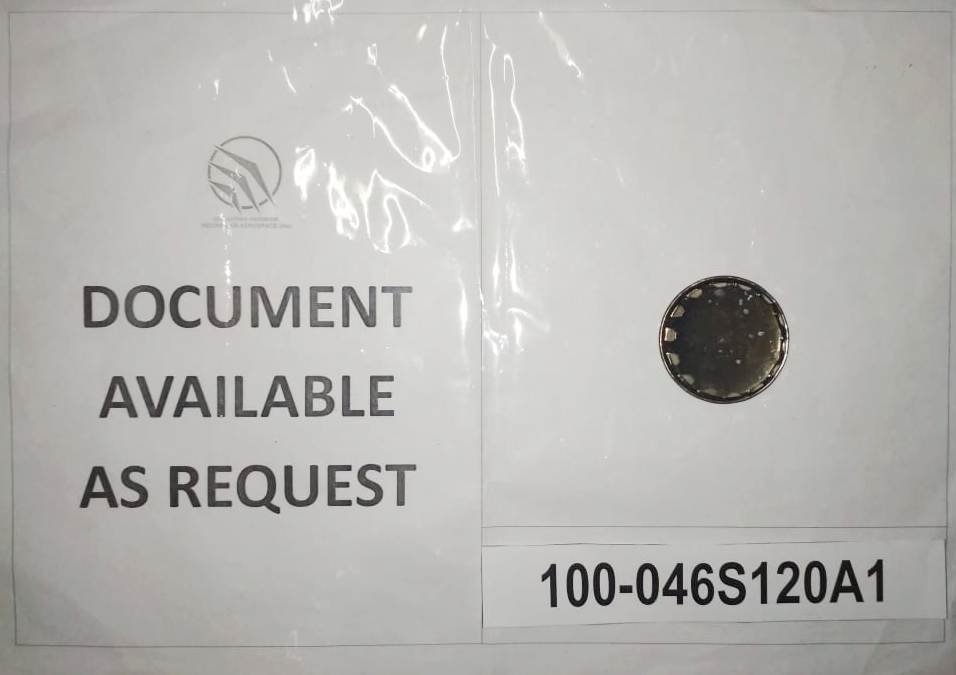 DOCUMENT
AVAILABLE
AS REQUEST
100-046S120A1